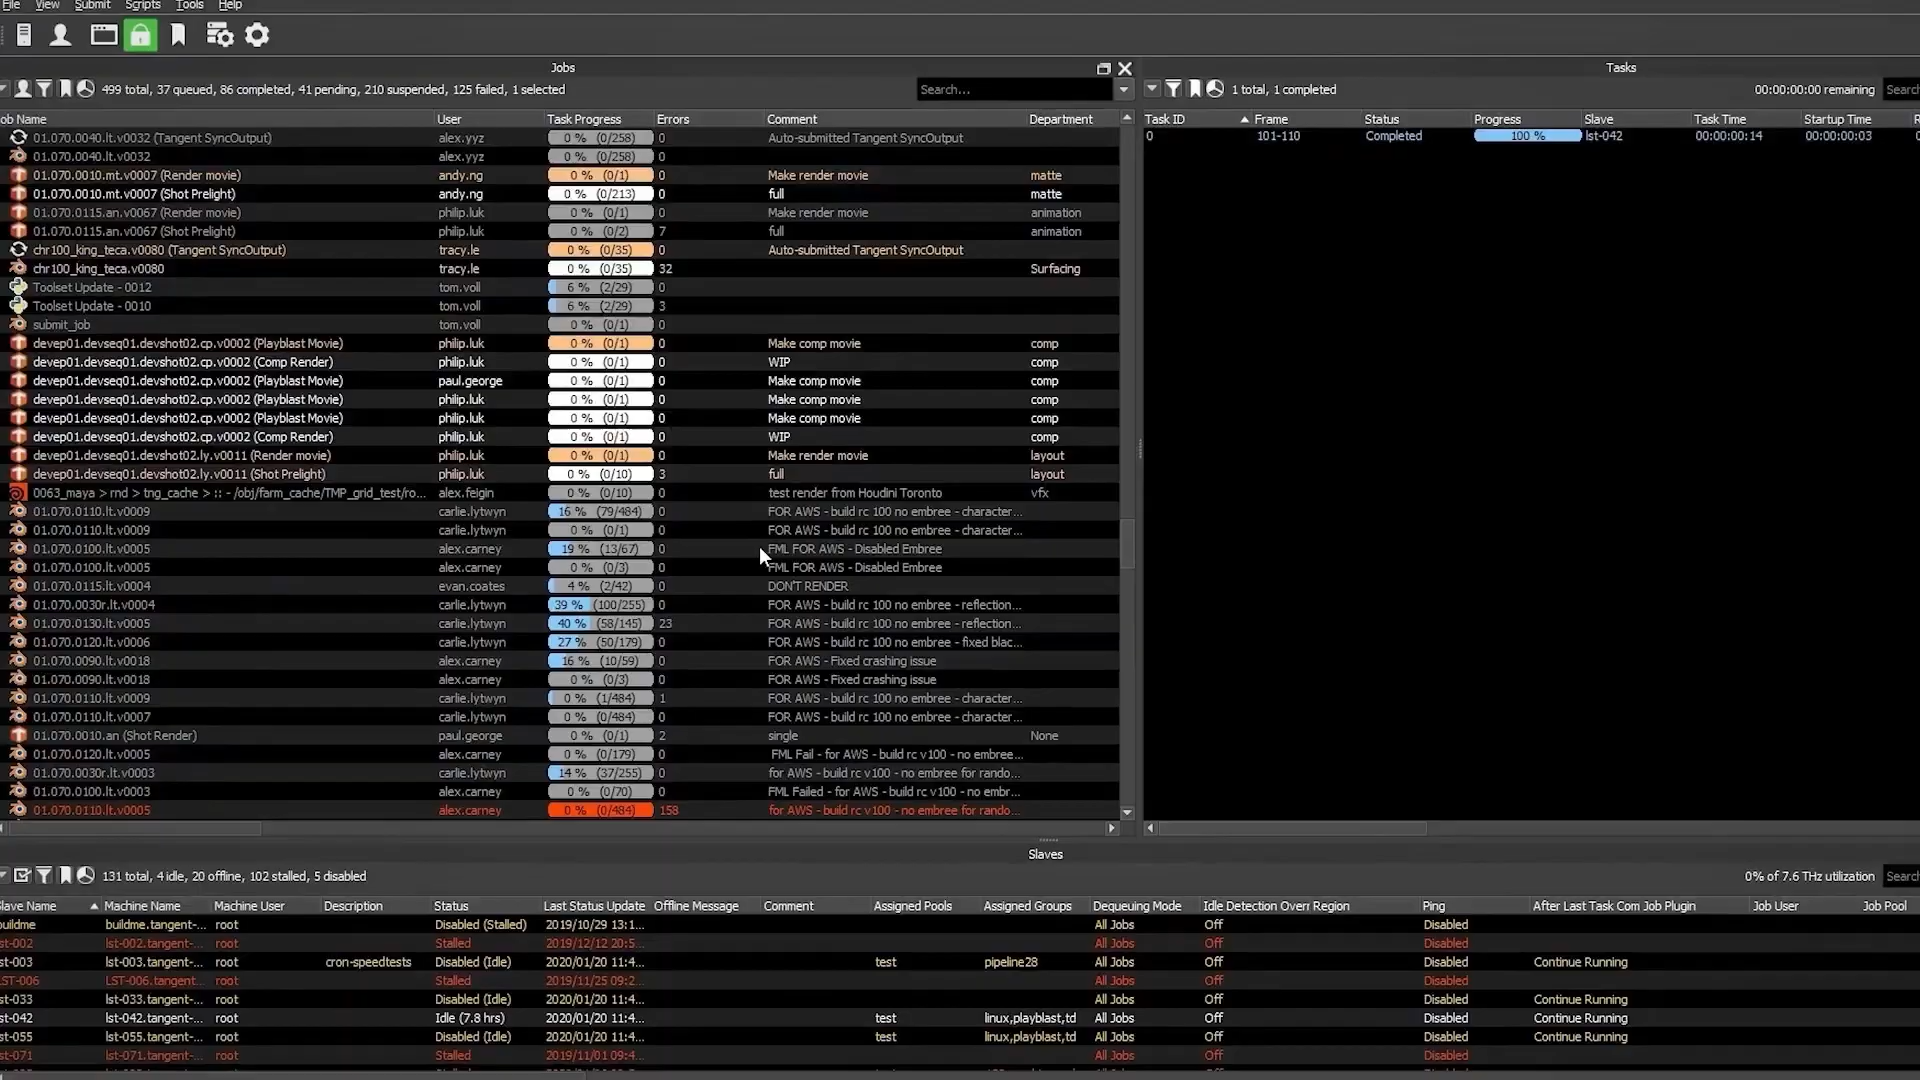 File View Submit Scripts Tools Help
Jobs
499 total, 37 queued, 86 completed, 41 pending, 210 suspended, 125 failed, 1 selected Search...
ob Name User Task Progress Errors Comment Department
01.070.0040.lt.v0032 (Tangent SyncOutput) alex.yyz 0 % (0/258) 0 Auto-submitted Tangent SyncOutput
01.070.0040.lt.v0032 alex.yyz 0 % (0/258) 0
01.070.0010.mt.v0007 (Render movie) andy.ng 0 % (0/1) 0 Make render movie matte
01.070.0010.mt.v0007 (Shot Prelight) andy.ng 0 % (0/213) 0 full matte
01.070.0115.an.v0067 (Render movie) philip.luk 0 % (0/1) 0 Make render movie animation
01.070.0115.an.v0067 (Shot Prelight) philip.luk 0 % (0/2) 7 full animation
chr100_king_teca.v0080 (Tangent SyncOutput) tracy.le 0 % (0/35) 0 Auto-submitted Tangent SyncOutput
chr100_king_teca.v0080 tracy.le 0 % (0/35) 32 Surfacing
Toolset Update - 0012 tom.voll 6 % (2/29) 0
Toolset Update - 0010 tom.voll 6 % (2/29) 3
submit_job tom.voll 0 % (0/1) 0
devep01.devseq01.devshot02.cp.v0002 (Playblast Movie) philip.luk 0 % (0/1) 0 Make comp movie comp
devep01.devseq01.devshot02.cp.v0002 (Comp Render) philip.luk 0 % (0/1) 0 WIP comp
devep01.devseq01.devshot02.cp.v0002 (Playblast Movie) paul.george 0 % (0/1) 0 Make comp movie comp
devep01.devseq01.devshot02.cp.v0002 (Playblast Movie) philip.luk 0 % (0/1) 0 Make comp movie comp
devep01.devseq01.devshot02.cp.v0002 (Playblast Movie) philip.luk 0 % (0/1) 0 Make comp movie comp
devep01.devseq01.devshot02.cp.v0002 (Comp Render) philip.luk 0 % (0/1) 0 WIP comp
devep01.devseq01.devshot02.ly.v0011 (Render movie) philip.luk 0 % (0/1) 0 Make render movie layout
devep01.devseq01.devshot02.ly.v0011 (Shot Prelight) philip.luk 0 % (0/10) 3 full layout
0063_maya > rnd > tng_cache > :: - /obj/farm_cache/TMP_grid_test/ro... alex.feigin 0 % (0/10) 0 test render from Houdini Toronto vfx
01.070.0110.lt.v0009 carlie.lytwyn 16 % (79/484) 0 FOR AWS - build rc 100 no embree - character...
01.070.0110.lt.v0009 carlie.lytwyn 0 % (0/1) 0 FOR AWS - build rc 100 no embree - character...
01.070.0100.lt.v0005 alex.carney 19 % (13/67) 0 FML FOR AWS - Disabled Embree
01.070.0100.lt.v0005 alex.carney 0 % (0/3) 0 FML FOR AWS - Disabled Embree
01.070.0115.lt.v0004 evan.coates 4 % (2/42) 0 DON'T RENDER
01.070.0030r.lt.v0004 carlie.lytwyn 39 % (100/255) 0 FOR AWS - build rc 100 no embree - reflection...
01.070.0130.lt.v0005 carlie.lytwyn 40 % (58/145) 23 FOR AWS - build rc 100 no embree - reflection...
01.070.0120.lt.v0006 carlie.lytwyn 27 % (50/179) 0 FOR AWS - build rc 100 no embree - fixed blac...
01.070.0090.lt.v0018 alex.carney 16 % (10/59) 0 FOR AWS - Fixed crashing issue
01.070.0090.lt.v0018 alex.carney 0 % (0/3) 0 FOR AWS - Fixed crashing issue
01.070.0110.lt.v0009 carlie.lytwyn 0 % (1/484) 1 FOR AWS - build rc 100 no embree - character...
01.070.0110.lt.v0007 carlie.lytwyn 0 % (0/484) 0 FOR AWS - build rc 100 no embree - character...
01.070.0010.an (Shot Render) paul.george 0 % (0/1) 2 single None
01.070.0120.lt.v0005 alex.carney 0 % (0/179) 0 FML Fail - for AWS - build rc v100 - no embree...
01.070.0030r.lt.v0003 carlie.lytwyn 14 % (37/255) 0 for AWS - build rc v100 - no embree for rando...
01.070.0100.lt.v0003 alex.carney 0 % (0/70) 0 FML Failed - for AWS - build rc v100 - no embr...
01.070.0110.lt.v0005 alex.carney 0 % (0/484) 158 for AWS - build rc v100 - no embree for rando...
Tasks
1 total, 1 completed 00:00:00:00 remaining Search
Task ID Frame Status Progress Slave Task Time Startup Time R
0 101-110 Completed 100 % lst-042 00:00:00:14 00:00:00:03
Slaves
131 total, 4 idle, 20 offline, 102 stalled, 5 disabled 0% of 7.6 THz utilization Search
Slave Name Machine Name Machine User Description Status Last Status Update Offline Message Comment Assigned Pools Assigned Groups Dequeuing Mode Idle Detection Overr Region Ping After Last Task Com Job Plugin Job User Job Pool
buildme buildme.tangent-... root Disabled (Stalled) 2019/10/29 13:1... All Jobs Off Disabled
st-002 lst-002.tangent-... root Stalled 2019/12/12 20:5... All Jobs Off Disabled
st-003 lst-003.tangent-... root cron-speedtests Disabled (Idle) 2020/01/20 11:4... test pipeline28 All Jobs Off Disabled Continue Running
LST-006 LST-006.tangent... root Stalled 2019/11/25 09:2... All Jobs Off Disabled
st-033 lst-033.tangent-... root Disabled (Idle) 2020/01/20 11:4... All Jobs Off Disabled Continue Running
st-042 lst-042.tangent-... root Idle (7.8 hrs) 2020/01/20 11:4... test linux,playblast,td All Jobs Off Disabled Continue Running
st-055 lst-055.tangent-... root Disabled (Idle) 2020/01/20 11:4... test linux,playblast,td All Jobs Off Disabled Continue Running
st-071 lst-071.tangent-... root Stalled 2019/11/01 09:4... All Jobs Off Disabled